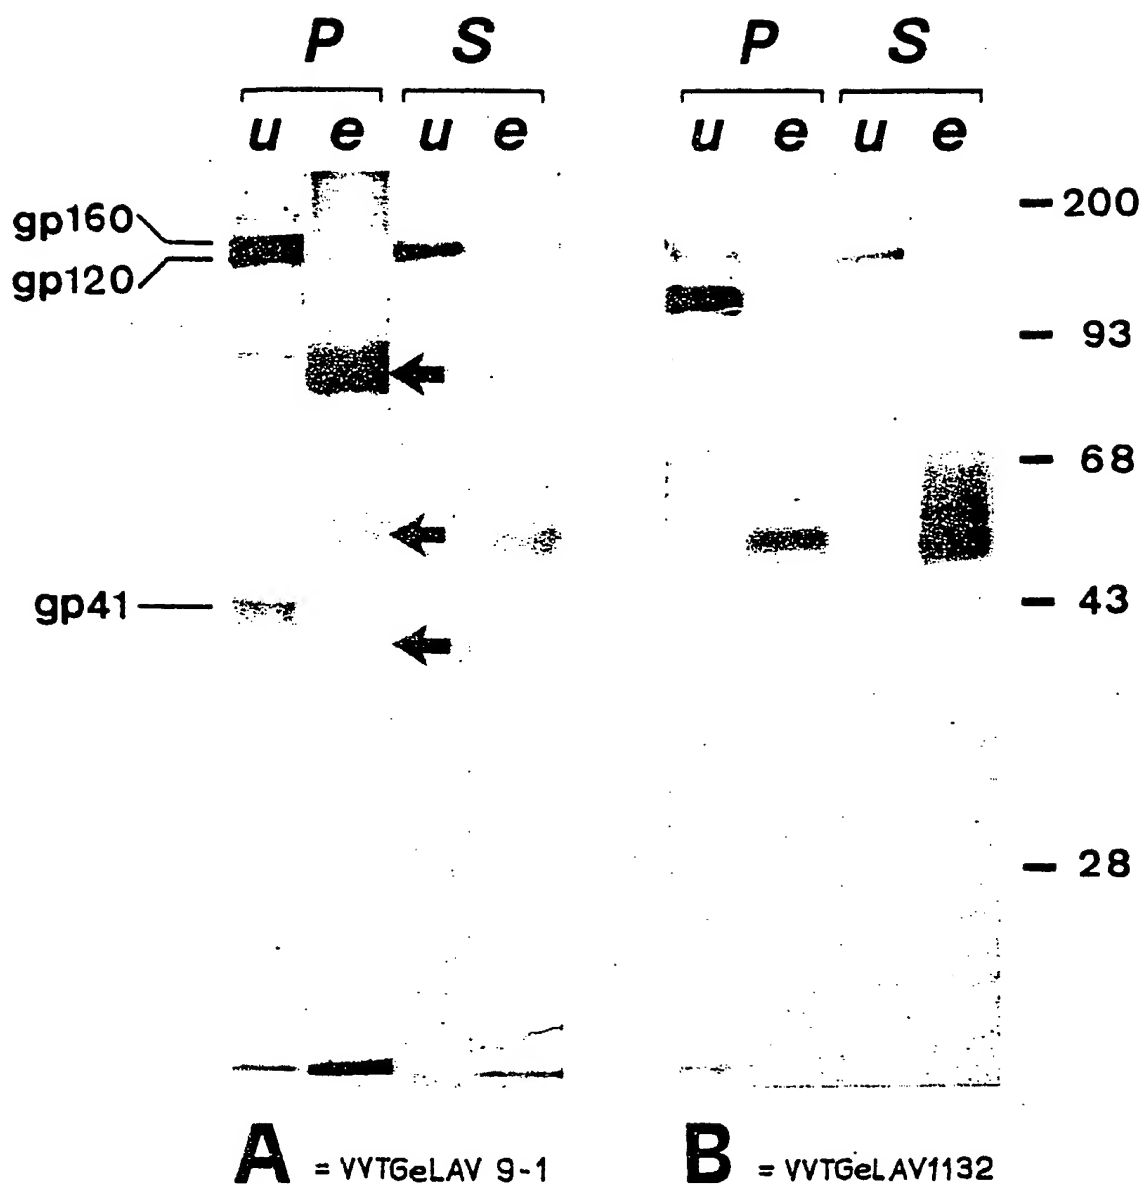 P S P S
u e u e u e u e
200
gp160
gp120
93
68
43
gp41
28
A = VVTGeLAV 9-1
B = VVTGeLAV1132